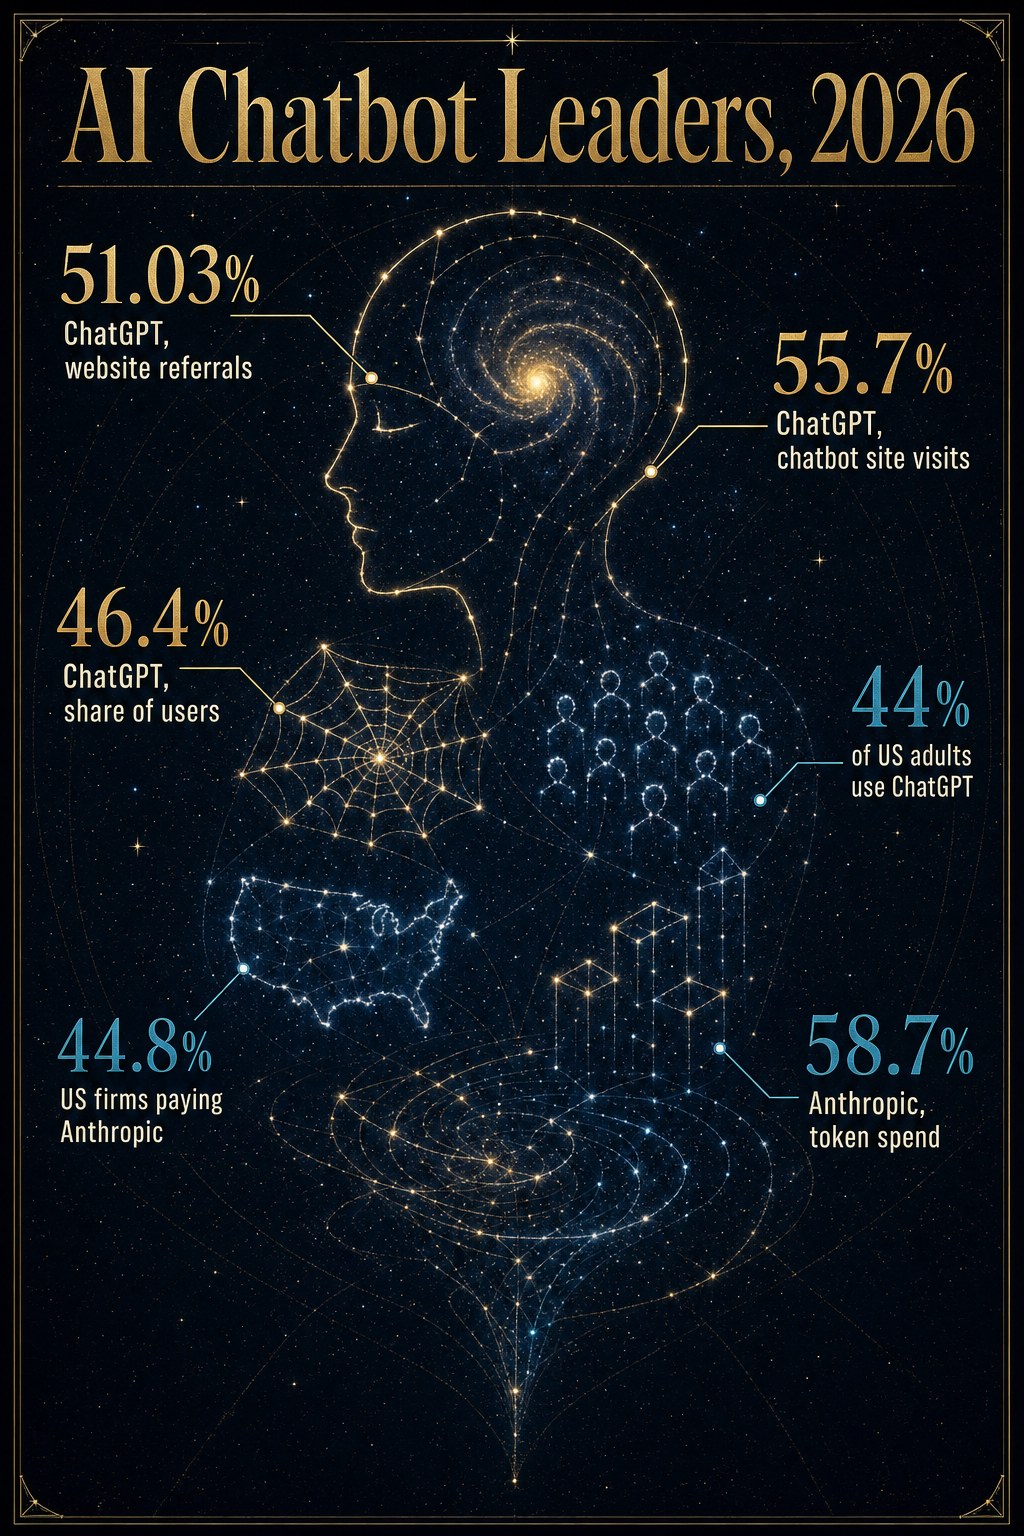 AI Chatbot Leaders, 2026
51.03%
ChatGPT,
website referrals
55.7%
ChatGPT,
chatbot site visits
46.4%
ChatGPT,
share of users
44%
of US adults
use ChatGPT
44.8%
US firms paying
Anthropic
58.7%
Anthropic,
token spend